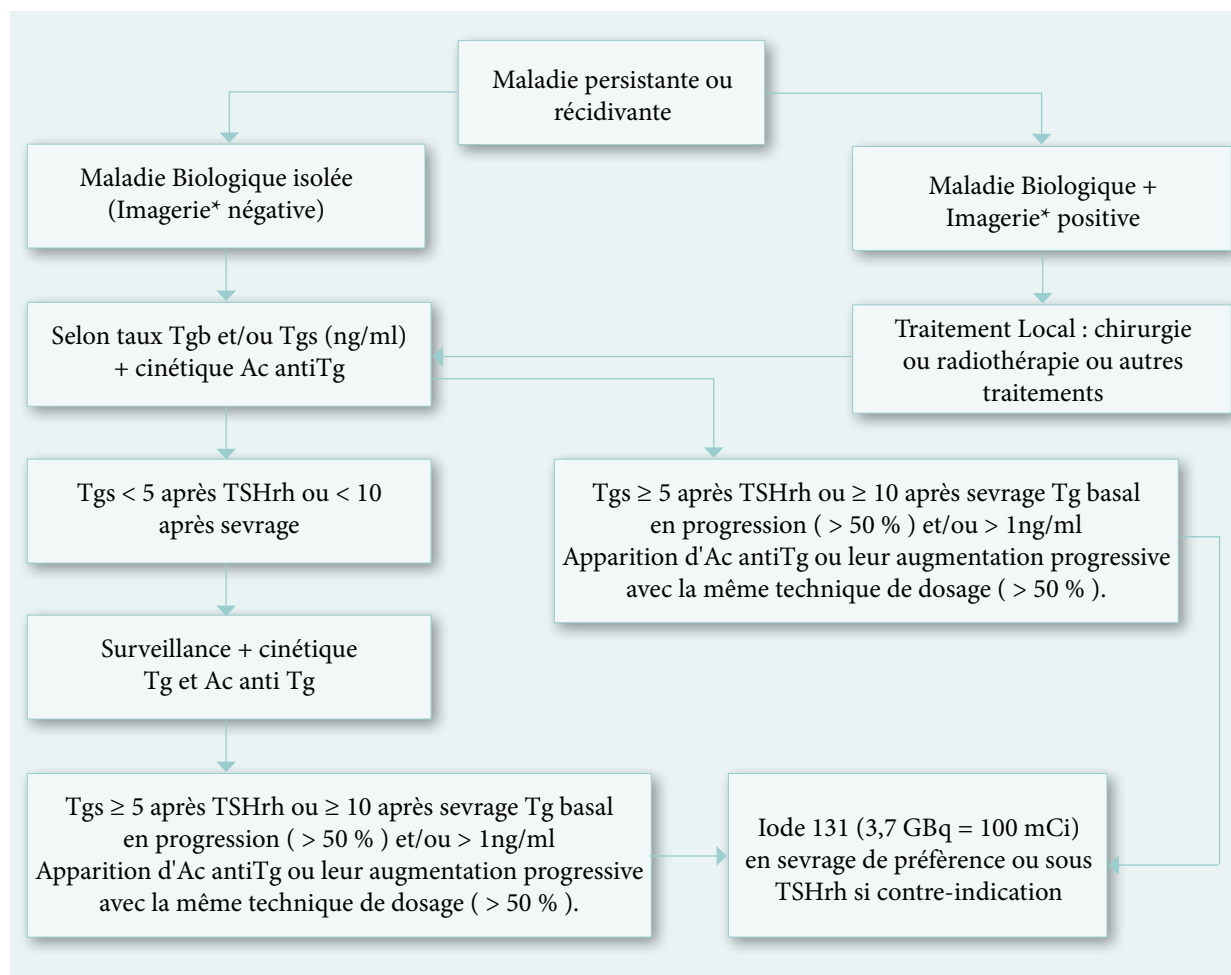 Maladie persistante ou
récidivante
Maladie Biologique isolée
(Imagerie* négative)
Maladie Biologique +
Imagerie* positive
Selon taux Tgb et/ou Tgs (ng/ml)
+ cinétique Ac antiTg
Traitement Local : chirurgie
ou radiothérapie ou autres
traitements
Tgs < 5 après TSHrh ou < 10
après sevrage
Tgs ≥ 5 après TSHrh ou ≥ 10 après sevrage Tg basal
en progression ( > 50 % ) et/ou > 1ng/ml
Apparition d'Ac antiTg ou leur augmentation progressive
avec la même technique de dosage ( > 50 % ).
Surveillance + cinétique
Tg et Ac anti Tg
Tgs ≥ 5 après TSHrh ou ≥ 10 après sevrage Tg basal
en progression ( > 50 % ) et/ou > 1ng/ml
Apparition d'Ac antiTg ou leur augmentation progressive
avec la même technique de dosage ( > 50 % ).
Iode 131 (3,7 GBq = 100 mCi)
en sevrage de préfèrence ou sous
TSHrh si contre-indication